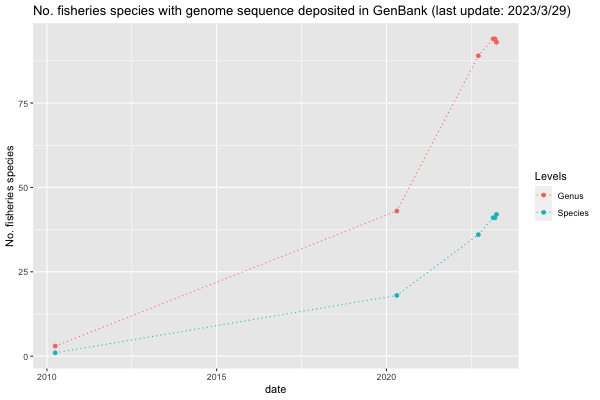 No. fisheries species with genome sequence deposited in GenBank (last update: 2023/3/29)
No. fisheries species
75
50
25
0
2010
2015
2020
date
Levels
Genus
Species